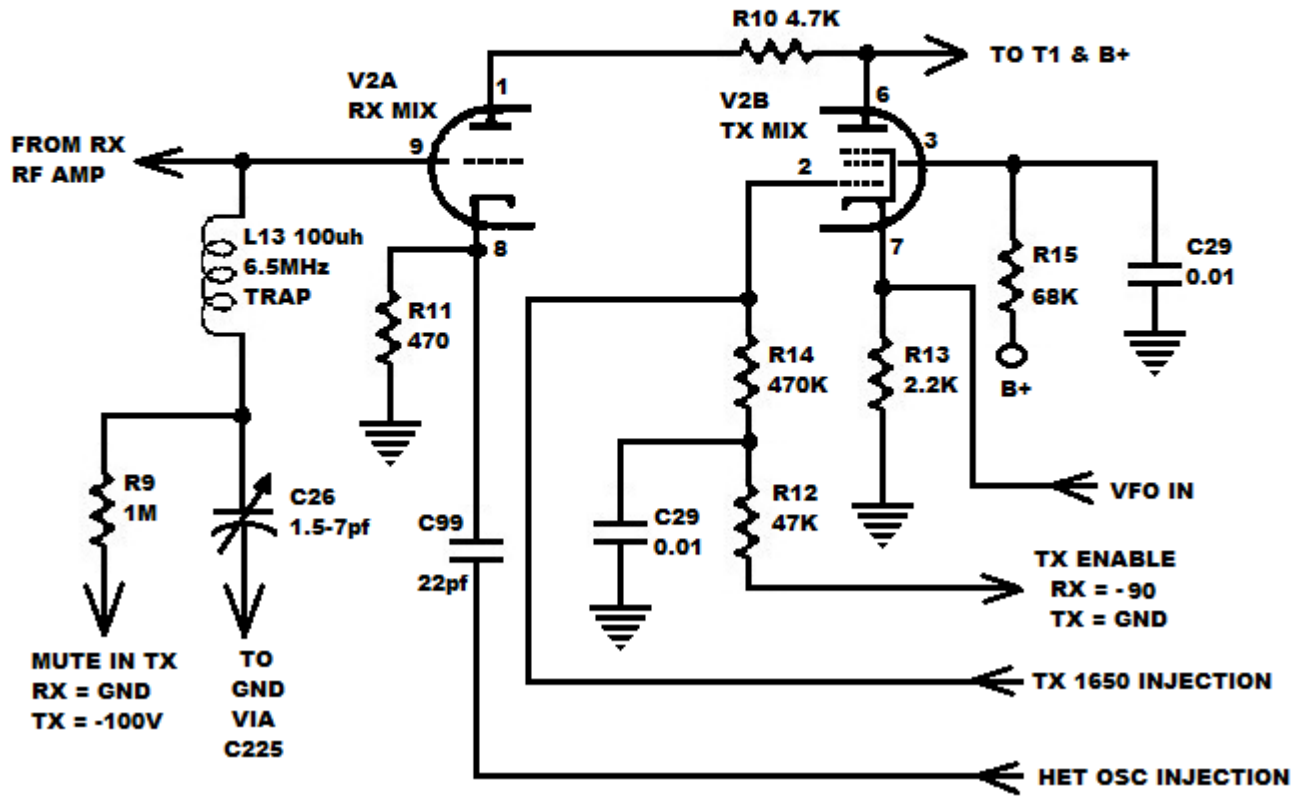 R10 4.7K
TO T1 & B+
V2A
RX MIX
1
V2B
TX MIX
6
FROM RX
RF AMP
9
3
2
8
7
L13 100uh
6.5MHz
TRAP
R11
470
R15
68K
C29
0.01
R14
470K
R13
2.2K
B+
R9
1M
C26
1.5-7pf
C99
22pf
C29
0.01
R12
47K
VFO IN
TX ENABLE
RX = -90
TX = GND
MUTE IN TX
RX = GND
TX = -100V
TO
GND
VIA
C225
TX 1650 INJECTION
HET OSC INJECTION